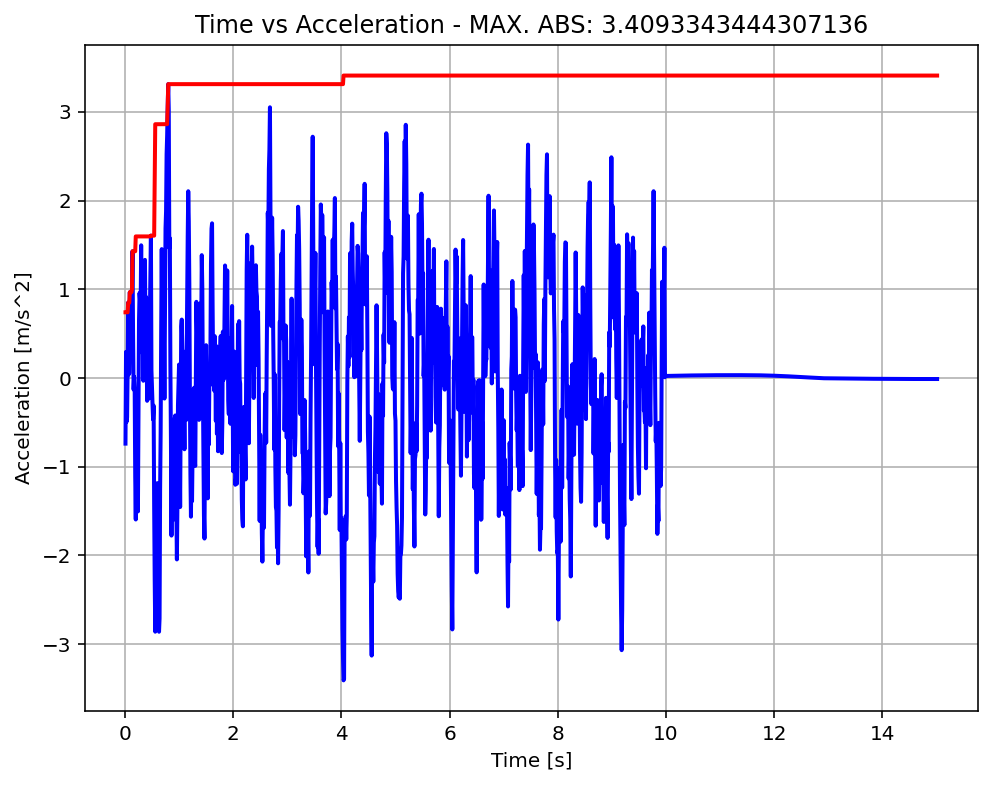 Time vs Acceleration - MAX. ABS: 3.4093343444307136
3
2
1
0
−1
−2
−3
Acceleration [m/s^2]
0 2 4 6 8 10 12 14
Time [s]